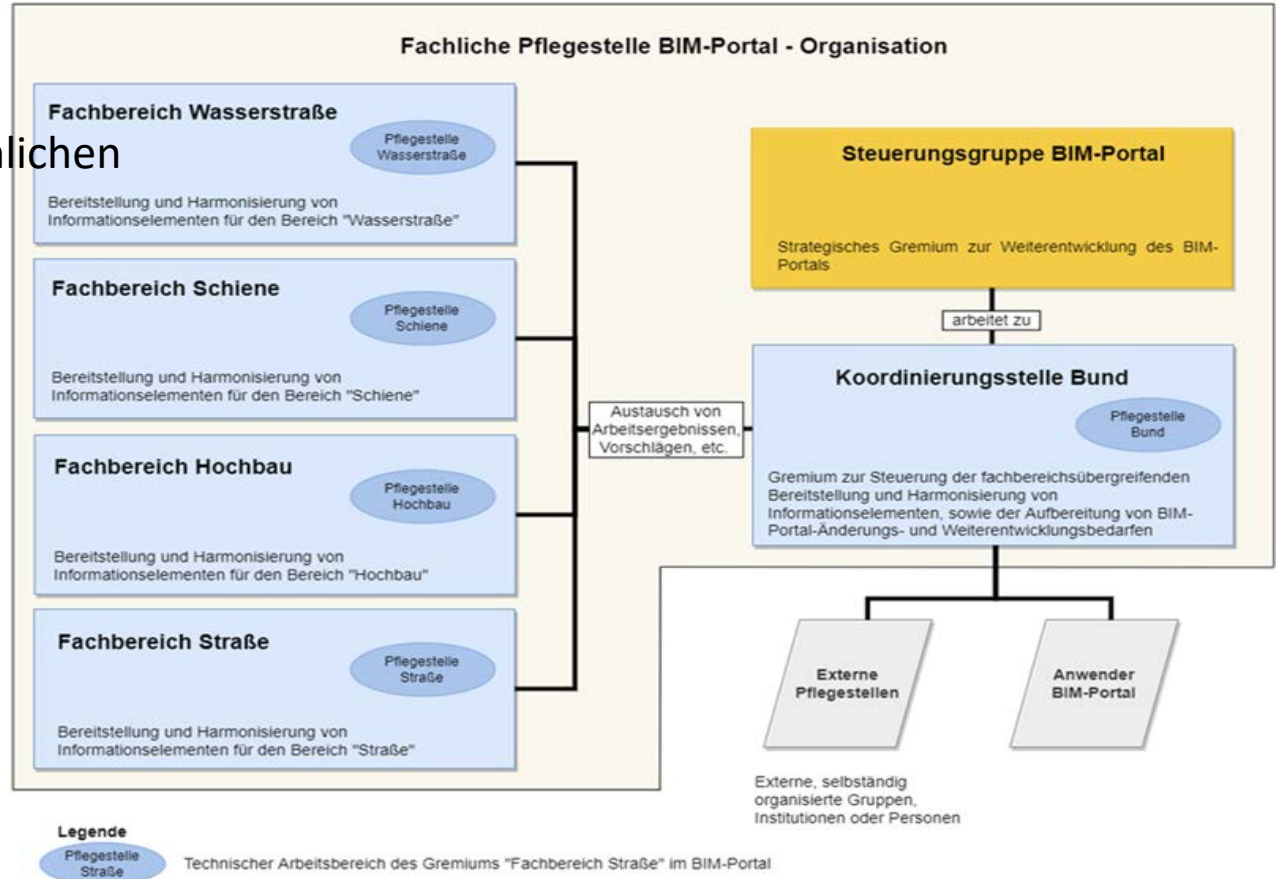 Fachliche Pflegestelle BIM-Portal - Organisation
Fachbereich Wasserstraße
Pflegestelle
Wasserstraße
Bereitstellung und Harmonisierung von
Informationselementen für den Bereich "Wasserstraße"
Fachbereich Schiene
Pflegestelle
Schiene
Bereitstellung und Harmonisierung von
Informationselementen für den Bereich "Schiene"
Fachbereich Hochbau
Pflegestelle
Hochbau
Bereitstellung und Harmonisierung von
Informationselementen für den Bereich "Hochbau"
Fachbereich Straße
Pflegestelle
Straße
Bereitstellung und Harmonisierung von
Informationselementen für den Bereich "Straße"
Austausch von
Arbeitsergebnissen,
Vorschlägen, etc.
Steuerungsgruppe BIM-Portal
Strategisches Gremium zur Weiterentwicklung des BIM-
Portals
arbeitet zu
Koordinierungsstelle Bund
Pflegestelle
Bund
Gremium zur Steuerung der fachbereichsübergreifenden
Bereitstellung und Harmonisierung von
Informationselementen, sowie der Aufbereitung von BIM-
Portal-Änderungs- und Weiterentwicklungsbedarfen
Externe
Pflegestellen
Anwender
BIM-Portal
Externe, selbständig
organisierte Gruppen,
Institutionen oder Personen
Legende
Pflegestelle
Straße
Technischer Arbeitsbereich des Gremiums "Fachbereich Straße" im BIM-Portal